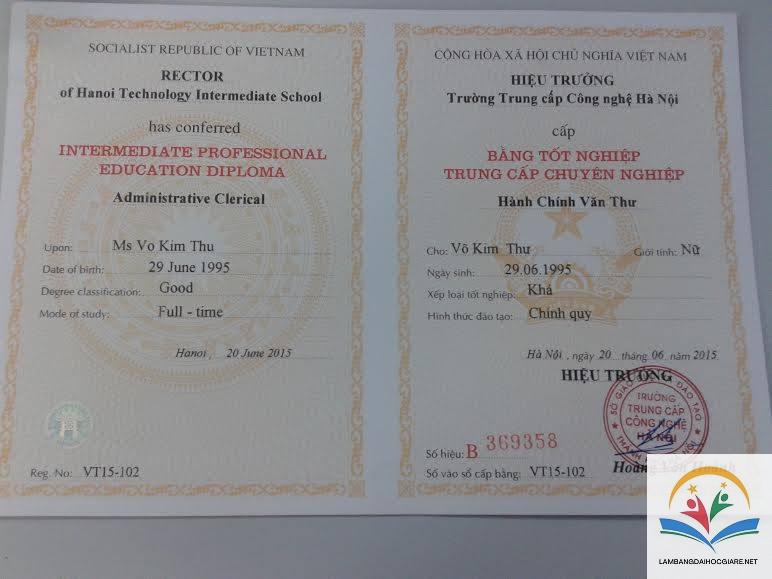 SOCIALIST REPUBLIC OF VIETNAM
RECTOR
of Hanoi Technology Intermediate School
has conferred
INTERMEDIATE PROFESSIONAL
EDUCATION DIPLOMA
Administrative Clerical
Upon: Ms Vo Kim Thu
Date of birth: 29 June 1995
Degree classification: Good
Mode of study: Full - time
Hanoi , 20 June 2015
Reg. No: VT15-102
CỘNG HÒA XÃ HỘI CHỦ NGHĨA VIỆT NAM
HIỆU TRƯỞNG
Trường Trung cấp Công nghệ Hà Nội
cấp
BẰNG TỐT NGHIỆP
TRUNG CẤP CHUYÊN NGHIỆP
Hành Chính Văn Thư
Cho: Võ Kim Thư Giới tính: Nữ
Ngày sinh: 29.06.1995
Xếp loại tốt nghiệp: Khá
Hình thức đào tạo: Chính quy
Hà Nội , ngày 20 tháng 06 năm 2015
HIỆU TRƯỞNG
SỞ GIÁO DỤC ĐÀO TẠO
TRƯỜNG
TRUNG CẤP
CÔNG NGHỆ
HÀ NỘI
Số hiệu: B 369358
Số vào sổ cấp bằng: VT15-102
LAMBANGDAIHOCGIARE.NET